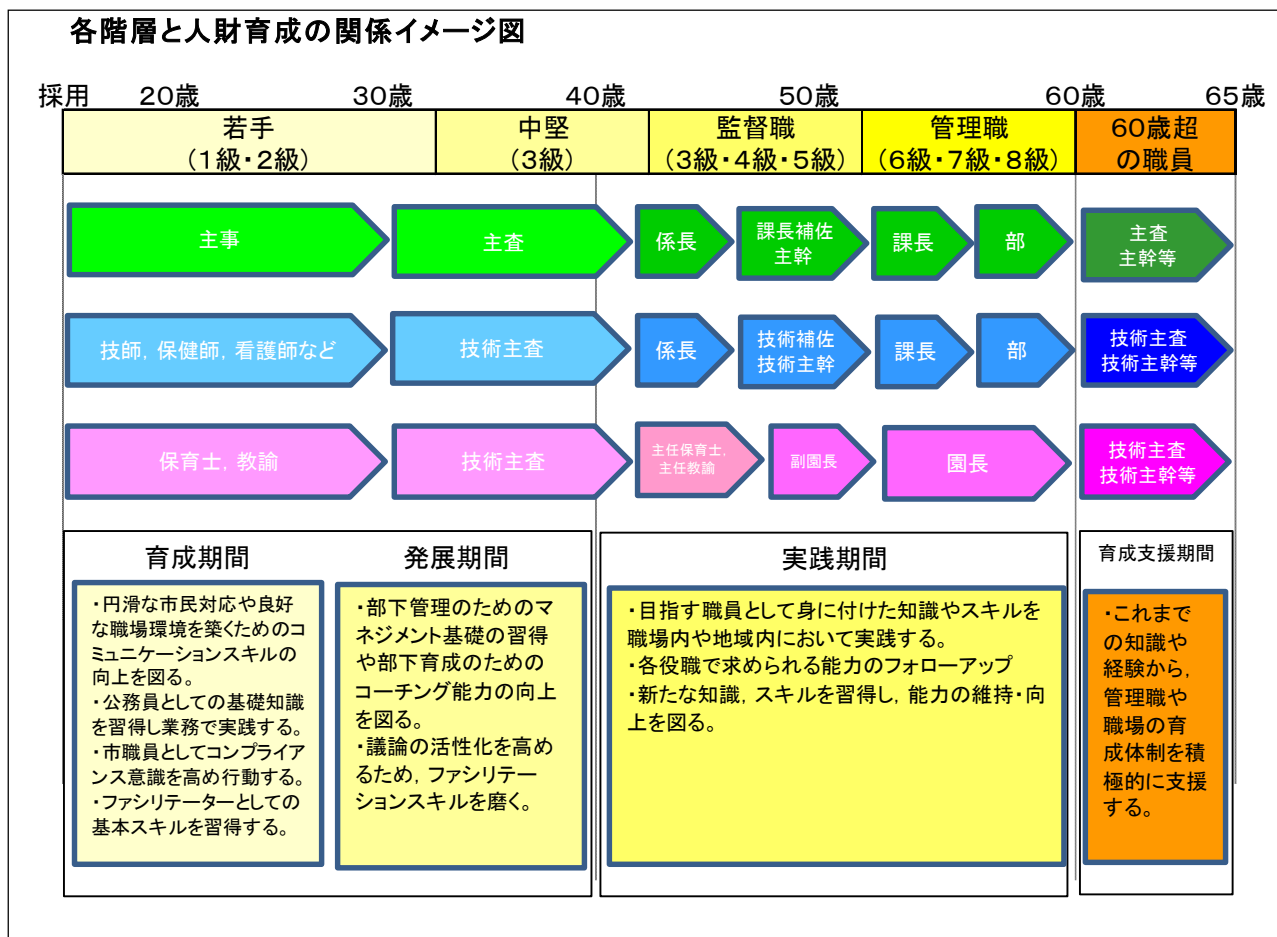 各階層と人財育成の関係イメージ図
採用 20歳 30歳 40歳 50歳 60歳 65歳
若手
(1級・2級)
中堅
(3級)
監督職
(3級・4級・5級)
管理職
(6級・7級・8級)
60歳超
の職員
主事
主査
係長
課長補佐
主幹
課長
部
主査
主幹等
技師，保健師，看護師など
技術主査
係長
技術補佐
技術主幹
課長
部
技術主査
技術主幹等
保育士，教諭
技術主査
主任保育士，
主任教諭
副園長
園長
技術主査
技術主幹等
育成期間
・円滑な市民対応や良好
な職場環境を築くためのコ
ミュニケーションスキルの
向上を図る。
・公務員としての基礎知識
を習得し業務で実践する。
・市職員としてコンプライア
ンス意識を高め行動する。
・ファシリテーターとしての
基本スキルを習得する。
発展期間
・部下管理のためのマ
ネジメント基礎の習得
や部下育成のための
コーチング能力の向上
を図る。
・議論の活性化を高め
るため，ファシリテー
ションスキルを磨く。
実践期間
・目指す職員として身に付けた知識やスキルを
職場内や地域内において実践する。
・各役職で求められる能力のフォローアップ
・新たな知識，スキルを習得し，能力の維持・向
上を図る。
育成支援期間
・これまで
の知識や
経験から，
管理職や
職場の育
成体制を積
極的に支援
する。